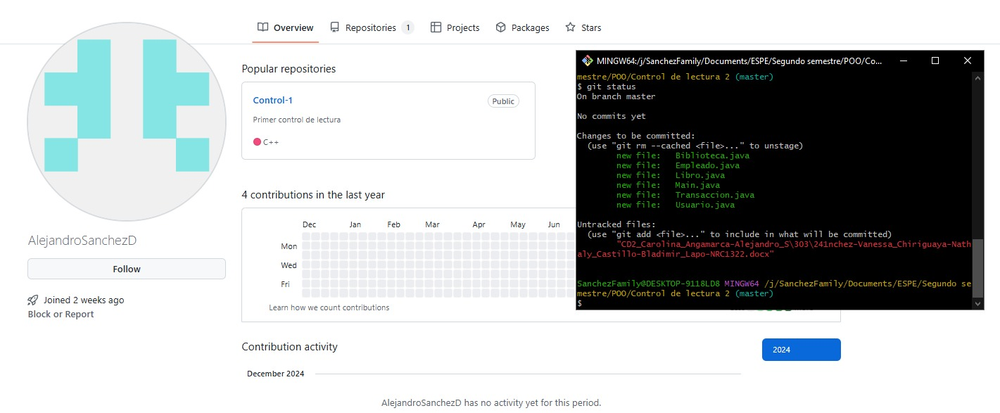 Overview
Repositories 1
Projects
Packages
Stars
AlejandroSanchezD
Follow
Joined 2 weeks ago
Block or Report
Popular repositories
Control-1
Public
Primer control de lectura
C++
4 contributions in the last year
Dec Jan Feb Mar Apr May Jun
Mon
Wed
Fri
Learn how we count contributions
Contribution activity
2024
December 2024
AlejandroSanchezD has no activity yet for this period.
MINGW64:/j/SanchezFamily/Documents/ESPE/Segundo semestre/POO/Co...
mestre/POO/Control de lectura 2 (master)
$ git status
On branch master
No commits yet
Changes to be committed:
(use "git rm --cached <file>..." to unstage)
new file: Biblioteca.java
new file: Empleado.java
new file: Libro.java
new file: Main.java
new file: Transaccion.java
new file: Usuario.java
Untracked files:
(use "git add <file>..." to include in what will be committed)
"CD2_Carolina_Angamarca-Alejandro_S\303\241nchez-Vanessa_Chiriguaya-Nath
aly_Castillo-Bladimir_Lapo-NRC1322.docx"
SanchezFamily@DESKTOP-9118LD8 MINGW64 /j/SanchezFamily/Documents/ESPE/Segundo se
mestre/POO/Control de lectura 2 (master)
$